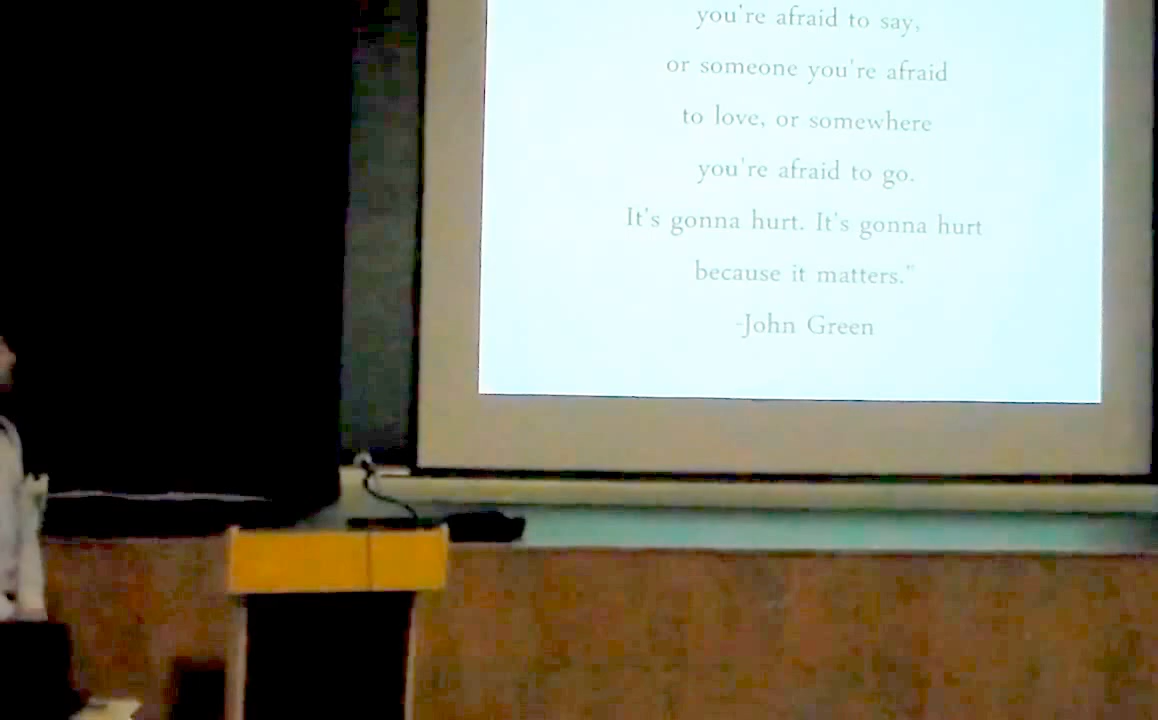 you're afraid to say,
or someone you're afraid
to love, or somewhere
you're afraid to go.
It's gonna hurt. It's gonna hurt
because it matters."
-John Green